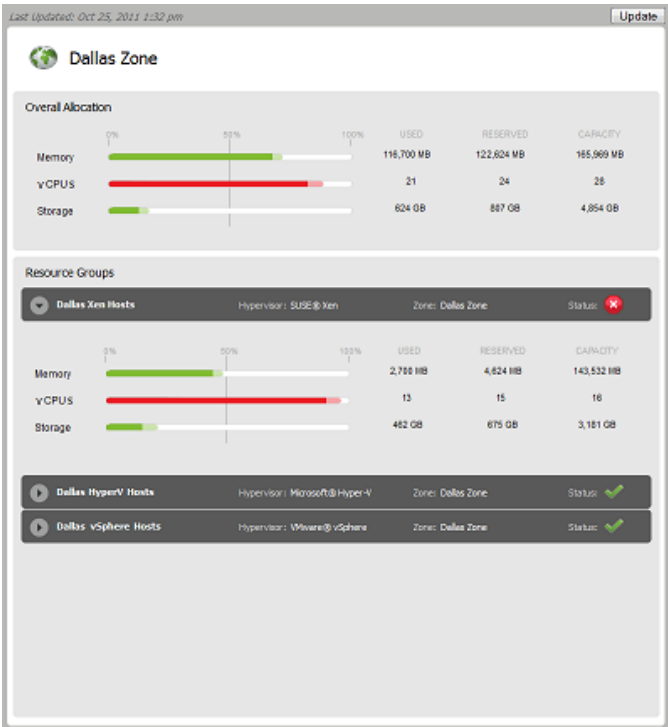 Last Updated: Oct 25, 2011 1:32 pm Update
Dallas Zone
Overall Allocation
0% 50% 100% USED RESERVED CAPACITY
Memory 116,700 MB 122,624 MB 165,969 MB
vCPUS 21 24 28
Storage 624 GB 807 GB 4,854 GB
Resource Groups
Dallas Xen Hosts Hypervisor: SUSE® Xen Zone: Dallas Zone Status:
0% 50% 100% USED RESERVED CAPACITY
Memory 2,700 MB 4,624 MB 143,532 MB
vCPUS 13 15 16
Storage 462 GB 675 GB 3,181 GB
Dallas HyperV Hosts Hypervisor: Microsoft® Hyper-V Zone: Dallas Zone Status:
Dallas vSphere Hosts Hypervisor: VMware® vSphere Zone: Dallas Zone Status: